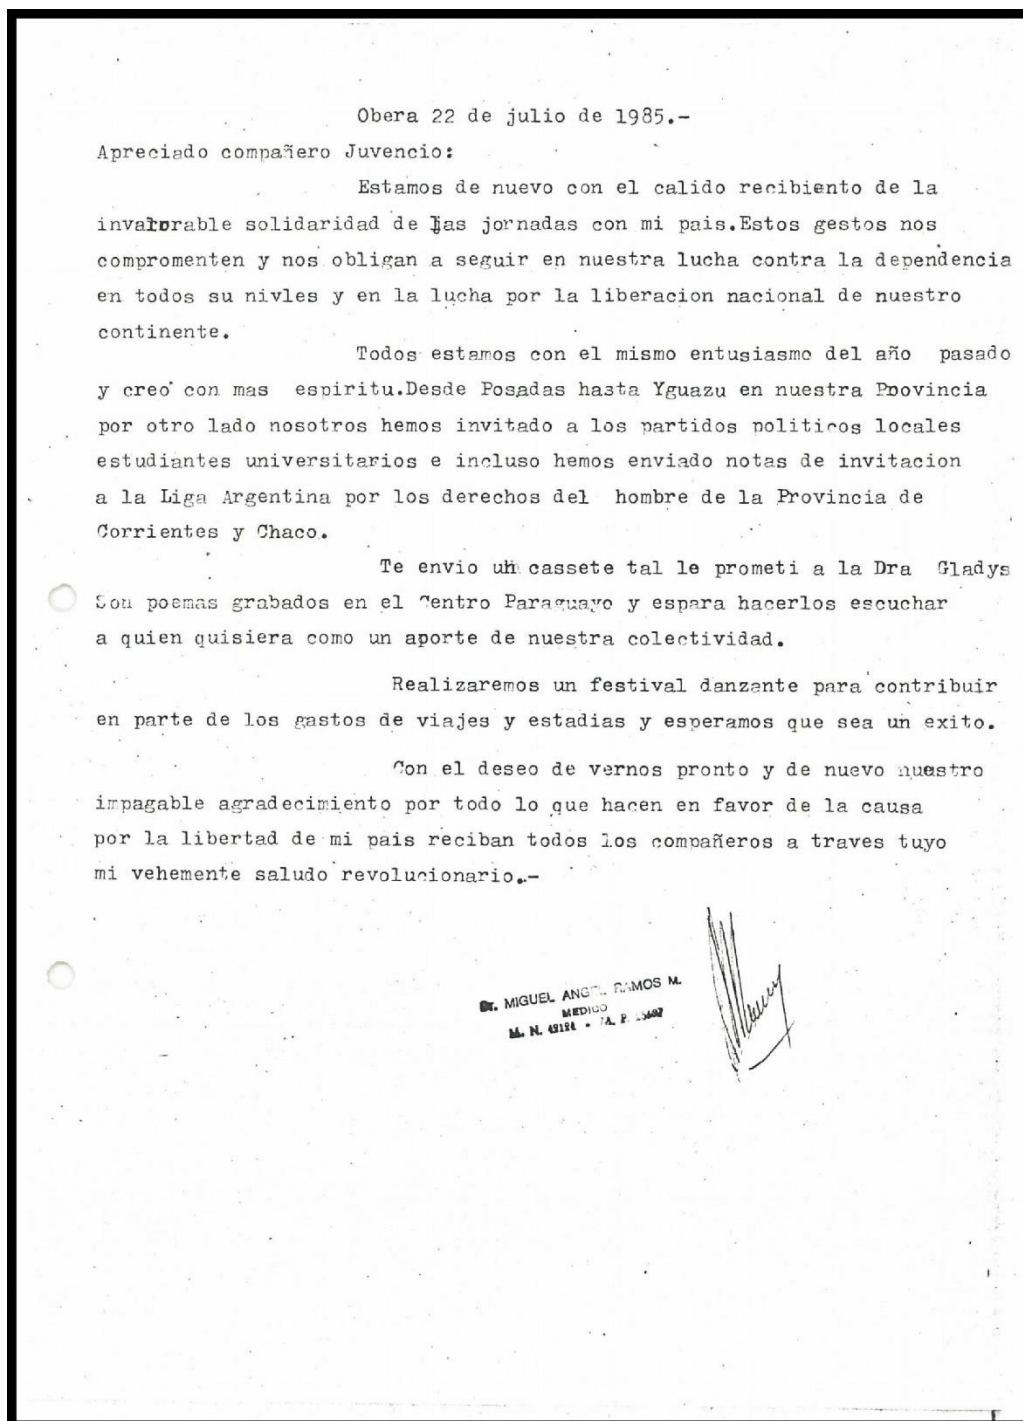 Obera 22 de julio de 1985.-
Apreciado compañero Juvencio:
Estamos de nuevo con el calido recibiento de la
invalorable solidaridad de las jornadas con mi pais.Estos gestos nos
compromenten y nos obligan a seguir en nuestra lucha contra la dependencia
en todos su nivles y en la lucha por la liberacion nacional de nuestro
continente.
Todos estamos con el mismo entusiasmo del año pasado
y creo con mas espiritu.Desde Posadas hasta Yguazu en nuestra Provincia
por otro lado nosotros hemos invitado a los partidos politicos locales
estudiantes universitarios e incluso hemos enviado notas de invitacion
a la Liga Argentina por los derechos del hombre de la Provincia de
Corrientes y Chaco.
Te envio un cassete tal le prometi a la Dra Gladys
Son poemas grabados en el Centro Paraguayo y espara hacerlos escuchar
a quien quisiera como un aporte de nuestra colectividad.
Realizaremos un festival danzante para contribuir
en parte de los gastos de viajes y estadias y esperamos que sea un exito.
Con el deseo de vernos pronto y de nuevo nuestro
impagable agradecimiento por todo lo que hacen en favor de la causa
por la libertad de mi pais reciban todos los compañeros a traves tuyo
mi vehemente saludo revolucionario.-
Dr. MIGUEL ANGEL RAMOS M.
MEDICO
M. N. • M. P.